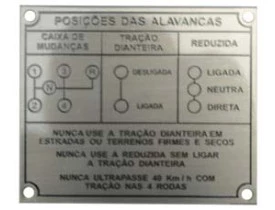 POSIÇÕES DAS ALAVANCAS
CAIXA DE MUDANÇAS
TRAÇÃO DIANTEIRA
REDUZIDA
1 3 R
N
2 4
DESLIGADA
LIGADA
LIGADA
NEUTRA
DIRETA
NUNCA USE A TRAÇÃO DIANTEIRA EM
ESTRADAS OU TERRENOS FIRMES E SECOS
NUNCA USE A REDUZIDA SEM LIGAR
A TRAÇÃO DIANTEIRA
NUNCA ULTRAPASSE 40 Km/h COM
TRAÇÃO NAS 4 RODAS